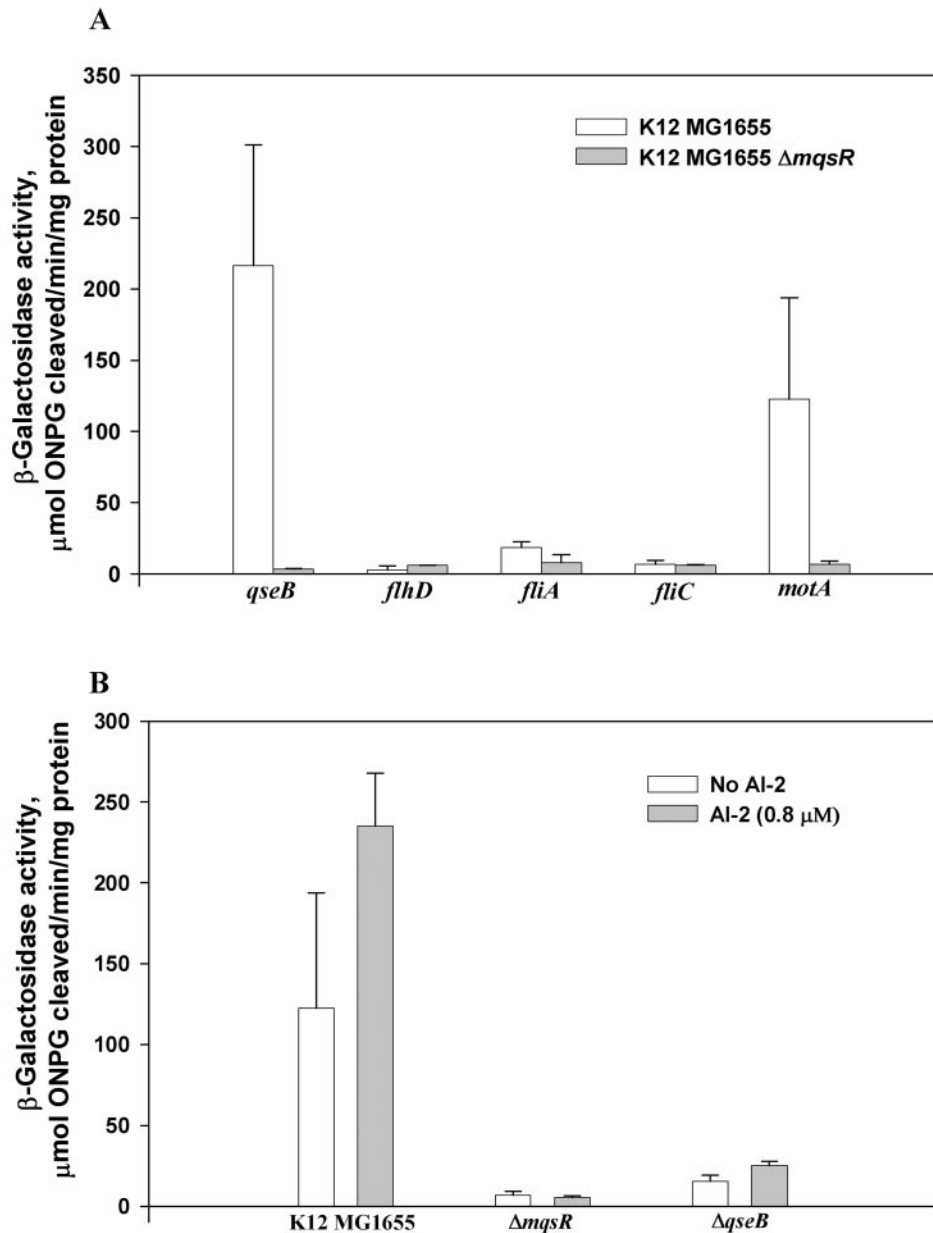 A
β-Galactosidase activity,
μmol ONPG cleaved/min/mg protein
350
300
250
200
150
100
50
0
K12 MG1655
K12 MG1655 ΔmqsR
qseB flhD fliA fliC motA
B
β-Galactosidase activity,
μmol ONPG cleaved/min/mg protein
300
250
200
150
100
50
0
No AI-2
AI-2 (0.8 μM)
K12 MG1655 ΔmqsR ΔqseB